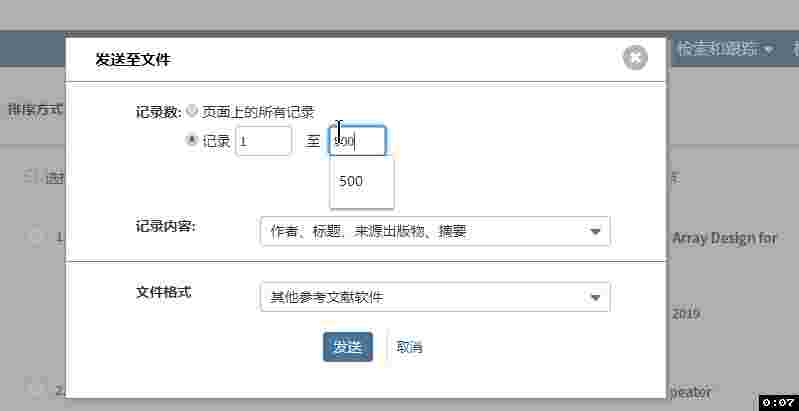 发送至文件
检索和跟踪
排序方式
记录数: 页面上的所有记录
记录 1 至 500
500
1
记录内容: 作者、标题、来源出版物、摘要
Array Design for
文件格式 其他参考文献软件
2019
发送 取消
2.
peater
0:07